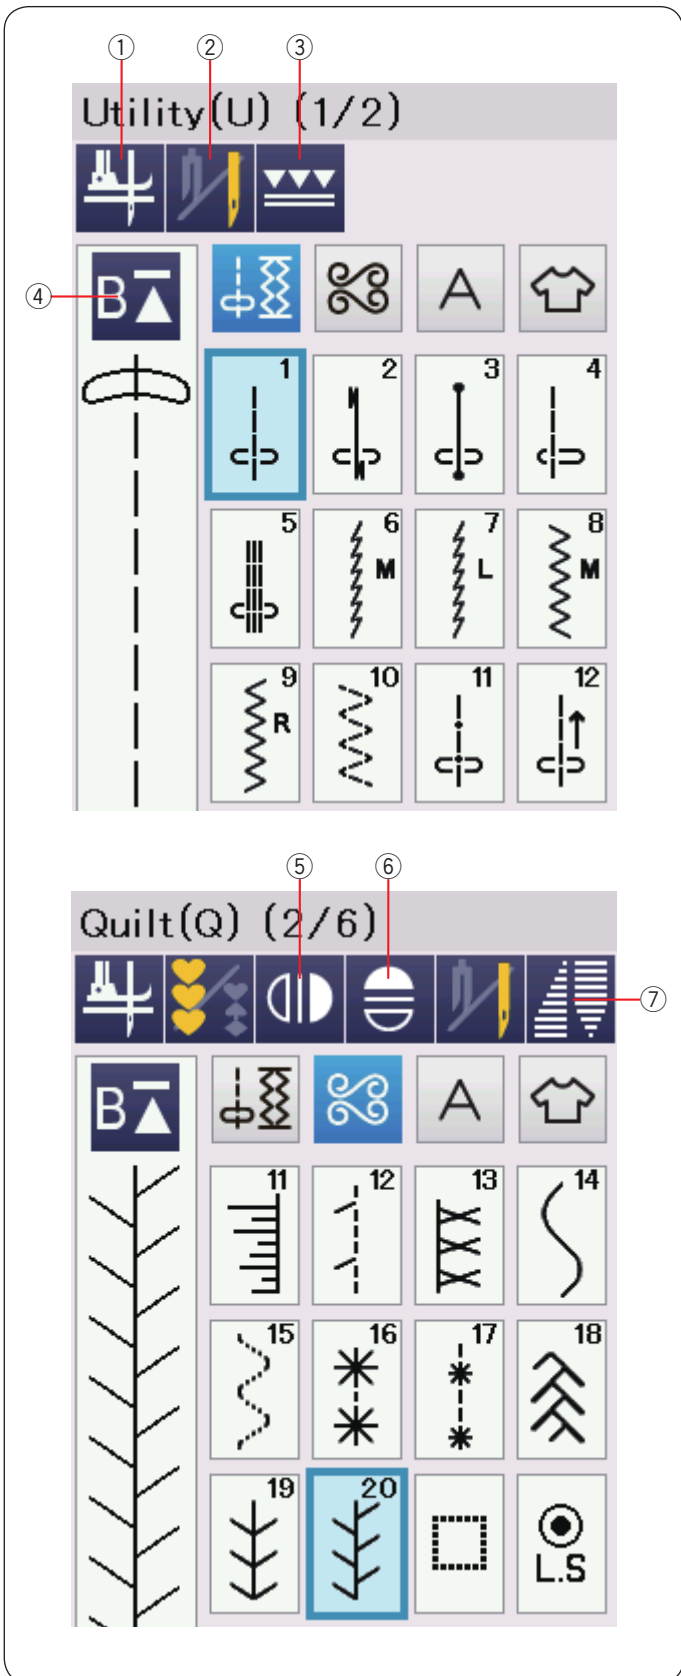 ① ② ③
Utility(U) (1/2)
④ B A
1 2 3 4
5 6 M 7 L 8 M
9 R 10 11 12
⑤ ⑥
Quilt(Q) (2/6)
⑦
B A
11 12 13 14
15 16 17 18
19 20 L.S